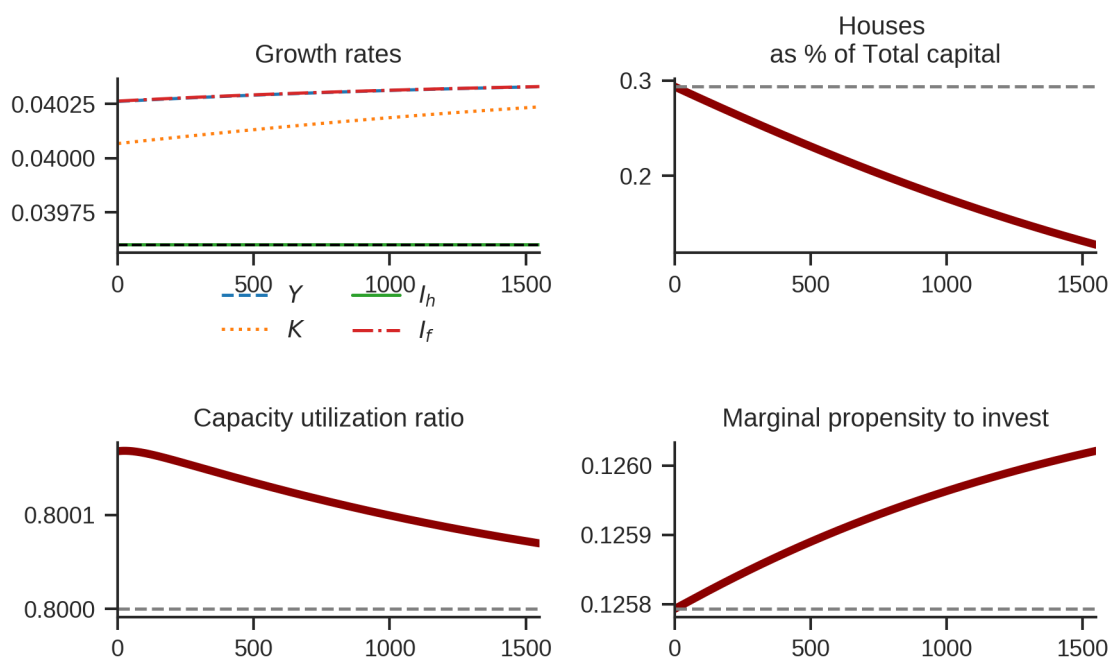 Growth rates
0.04025
0.04000
0.03975
0 500 1000 1500
Y I_h
K I_f
Houses
as % of Total capital
0.3
0.2
0 500 1000 1500
Capacity utilization ratio
0.8001
0.8000
0 500 1000 1500
Marginal propensity to invest
0.1260
0.1259
0.1258
0 500 1000 1500